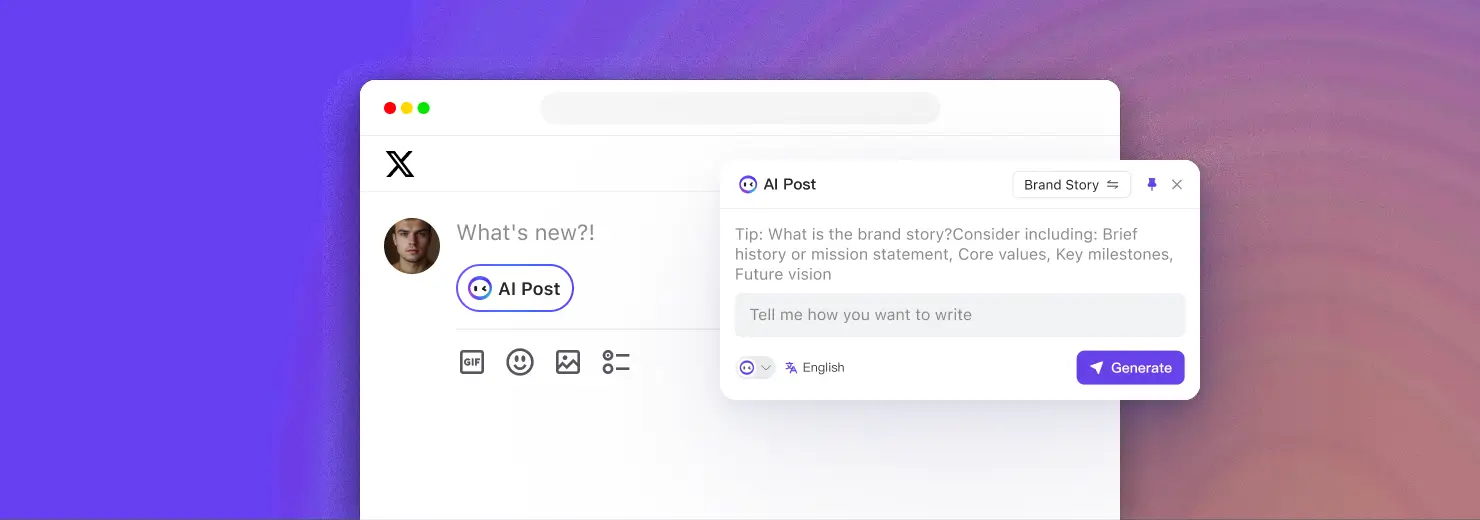 X
What's new?!
AI Post
GIF
AI Post
Brand Story
Tip: What is the brand story?Consider including: Brief
history or mission statement, Core values, Key milestones,
Future vision
Tell me how you want to write
English
Generate